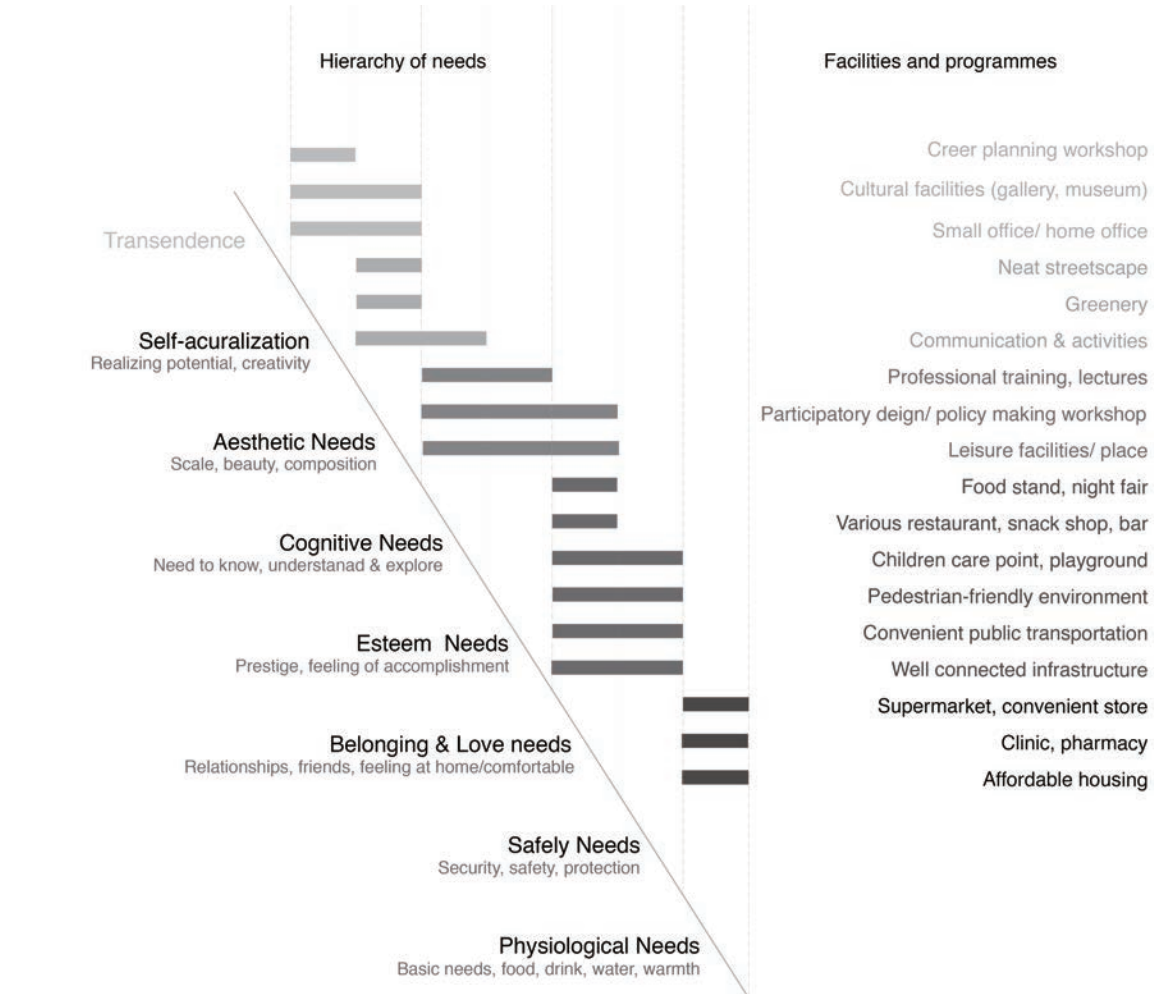 Hierarchy of needs
Facilities and programmes
Creer planning workshop
Cultural facilities (gallery, museum)
Small office/ home office
Neat streetscape
Greenery
Communication & activities
Professional training, lectures
Participatory deign/ policy making workshop
Leisure facilities/ place
Food stand, night fair
Various restaurant, snack shop, bar
Children care point, playground
Pedestrian-friendly environment
Convenient public transportation
Well connected infrastructure
Supermarket, convenient store
Clinic, pharmacy
Affordable housing
Transendence
Self-acuralization
Realizing potential, creativity
Aesthetic Needs
Scale, beauty, composition
Cognitive Needs
Need to know, understanad & explore
Esteem Needs
Prestige, feeling of accomplishment
Belonging & Love needs
Relationships, friends, feeling at home/comfortable
Safely Needs
Security, safety, protection
Physiological Needs
Basic needs, food, drink, water, warmth